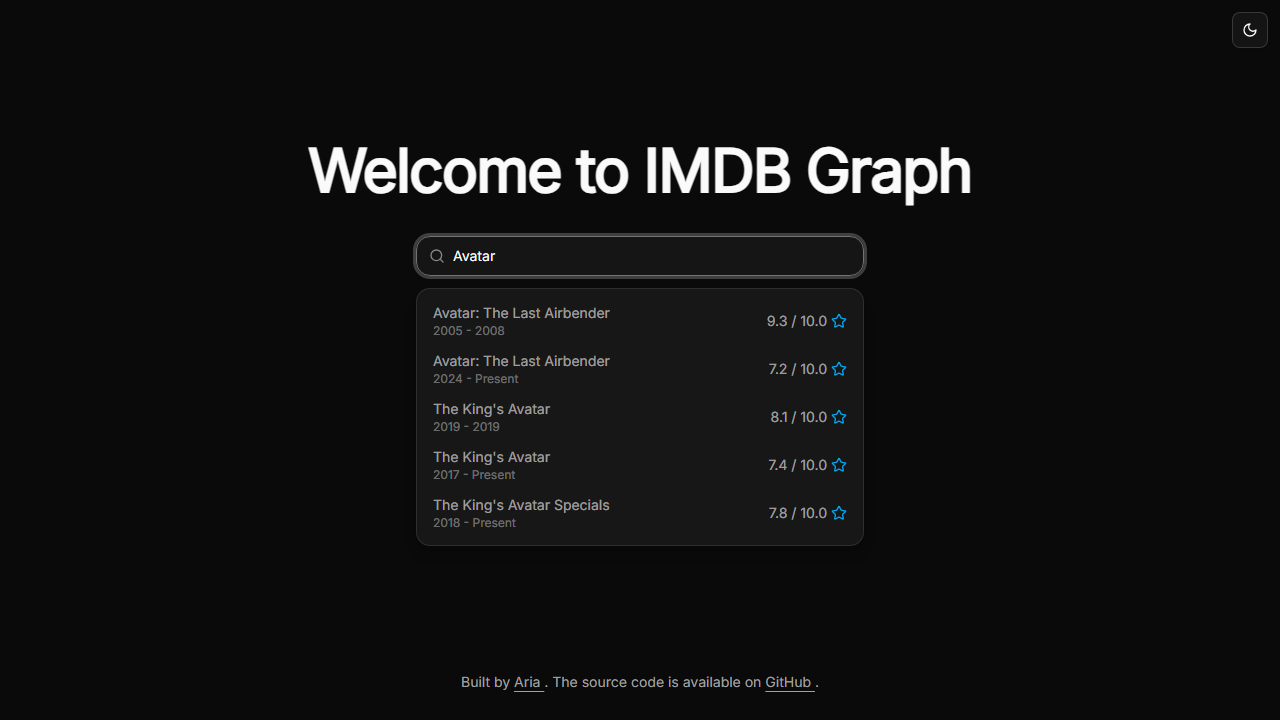 Welcome to IMDB Graph
Avatar
Avatar: The Last Airbender
2005 - 2008
9.3 / 10.0
Avatar: The Last Airbender
2024 - Present
7.2 / 10.0
The King's Avatar
2019 - 2019
8.1 / 10.0
The King's Avatar
2017 - Present
7.4 / 10.0
The King's Avatar Specials
2018 - Present
7.8 / 10.0
Built by Aria . The source code is available on GitHub .